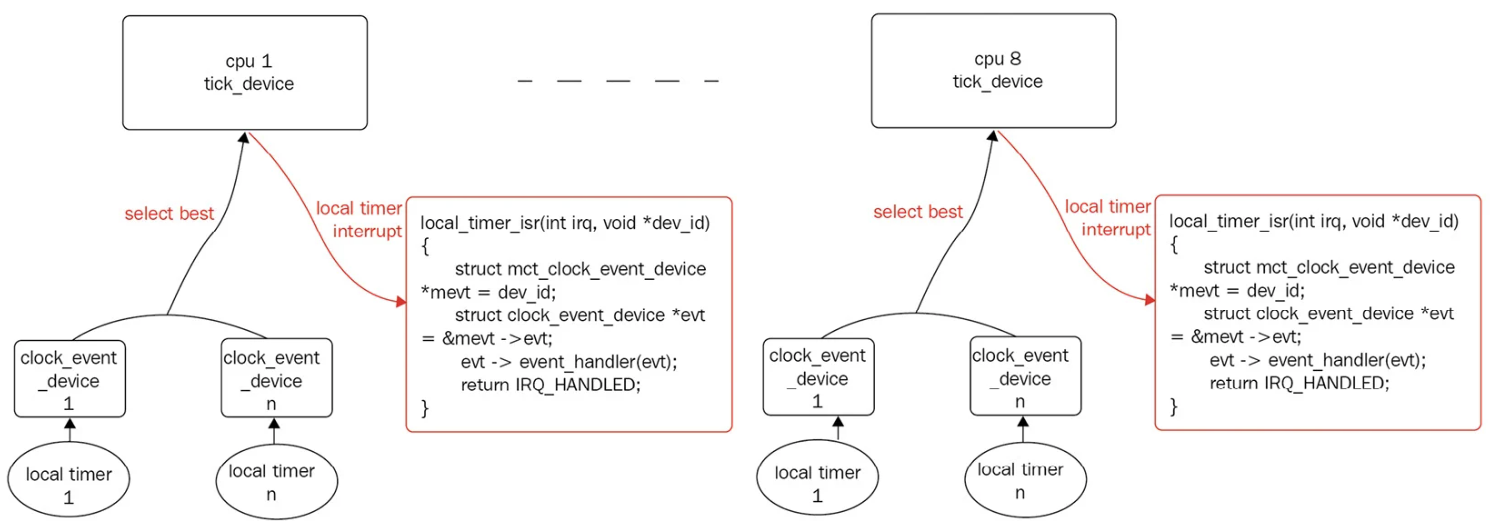 cpu 1
tick_device
select best
local timer
interrupt
local_timer_isr(int irq, void *dev_id)
{
struct mct_clock_event_device
*mevt = dev_id;
struct clock_event_device *evt
= &mevt ->evt;
evt -> event_handler(evt);
return IRQ_HANDLED;
}
clock_event
_device
1
clock_event
_device
n
local timer
1
local timer
n
cpu 8
tick_device
select best
local timer
interrupt
local_timer_isr(int irq, void *dev_id)
{
struct mct_clock_event_device
*mevt = dev_id;
struct clock_event_device *evt
= &mevt ->evt;
evt -> event_handler(evt);
return IRQ_HANDLED;
}
clock_event
_device
1
clock_event
_device
n
local timer
1
local timer
n